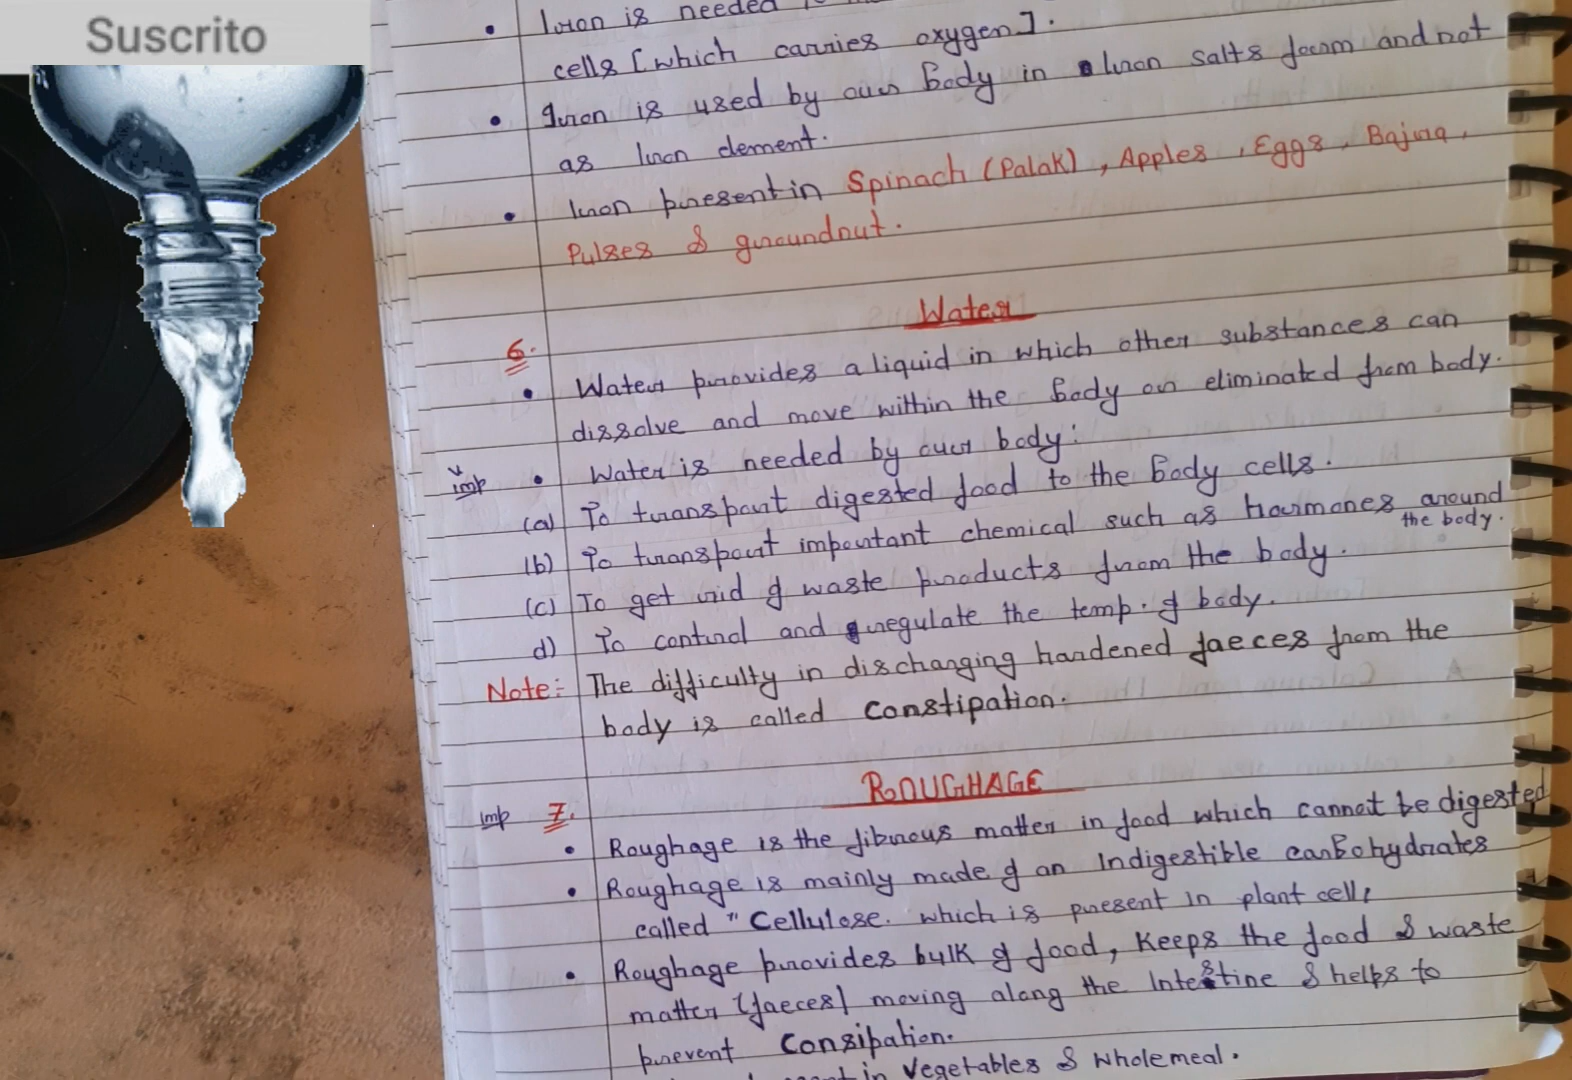 Suscrito
• Iron is needed
cells [which carries oxygen].
• Iron is used by our body in Iron salts form and not
as Iron element.
• Iron present in Spinach (Palak), Apples, Eggs, Bajra,
Pulses & groundnut.
Water
6.
• Water provides a liquid in which other substances can
dissolve and move within the body or eliminated from body.
imp • Water is needed by our body:
(a) To transport digested food to the body cells.
(b) To transport important chemical such as hormones around
the body.
(c) To get rid of waste products from the body.
d) To control and regulate the temp. of body.
Note:- The difficulty in discharging hardened faeces from the
body is called Constipation.
ROUGHAGE
imp 7.
• Roughage is the fibrous matter in food which cannot be digested
• Roughage is mainly made of an Indigestible carbohydrates
called "Cellulose. which is present in plant cells
• Roughage provides bulk of food, Keeps the food & waste
matter (faeces) moving along the Intestine & helps to
prevent Consipation.
in Vegetables & Wholemeal.